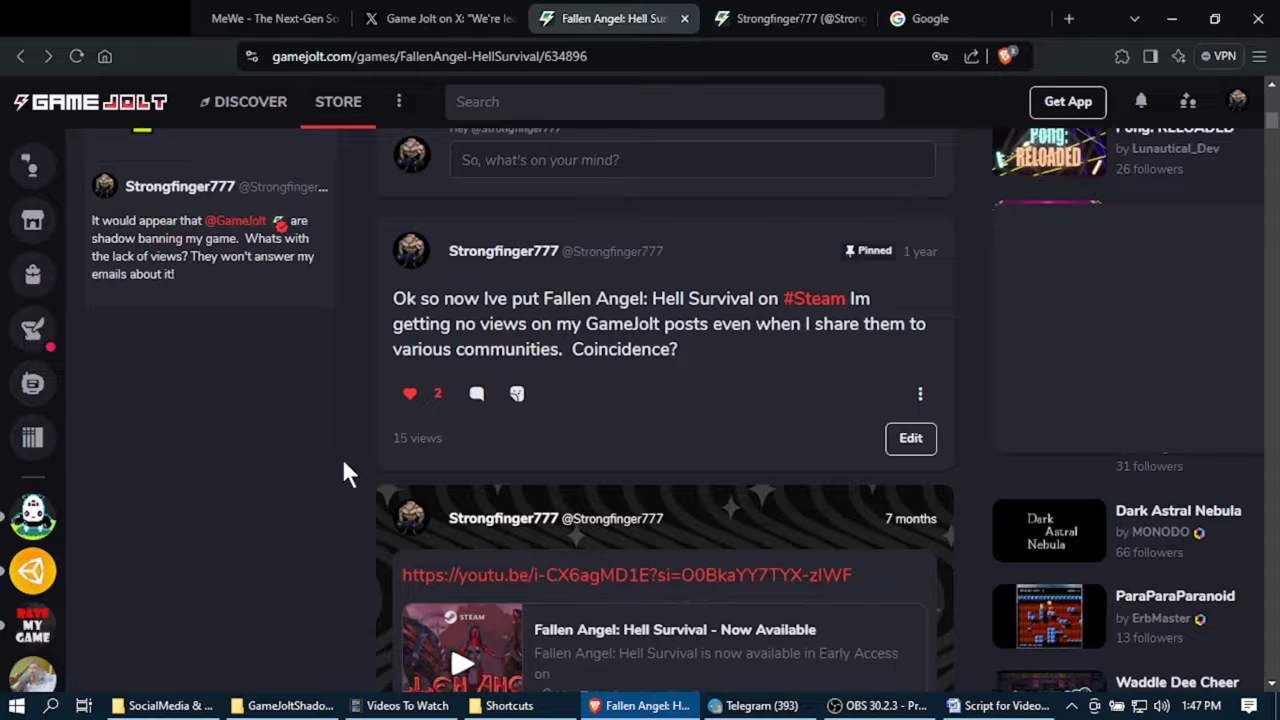 MeWe - The Next-Gen So
Game Jolt on X: "We're lea
Fallen Angel: Hell Sur
Strongfinger777 (@Strong
Google
gamejolt.com/games/FallenAngel-HellSurvival/634896
VPN
GAME JOLT
DISCOVER
STORE
Search
Get App
Hey @Strongfinger777
So, what's on your mind?
Strongfinger777 @Strongfinger...
It would appear that @GameJolt are
shadow banning my game. Whats with
the lack of views? They won't answer my
emails about it!
Strongfinger777 @Strongfinger777
Pinned
1 year
Ok so now Ive put Fallen Angel: Hell Survival on #Steam Im
getting no views on my GameJolt posts even when I share them to
various communities. Coincidence?
2
15 views
Edit
Strongfinger777 @Strongfinger777
7 months
https://youtu.be/i-CX6agMD1E?si=O0BkaYY7TYX-zIWF
STEAM
Fallen Angel: Hell Survival - Now Available
Fallen Angel: Hell Survival is now available in Early Access
on
Pong:
RELOADED
Pong: RELOADED
by Lunautical_Dev
26 followers
31 followers
Dark
Astral
Nebula
Dark Astral Nebula
by MONODO
66 followers
ParaParaParanoid
by ErbMaster
13 followers
Waddle Dee Cheer
RATE
MY
GAME
SocialMedia & ...
GameJoltShado...
Videos To Watch
Shortcuts
Fallen Angel: H...
Telegram (393)
OBS 30.2.3 - Pr...
Script for Video...
1:47 PM